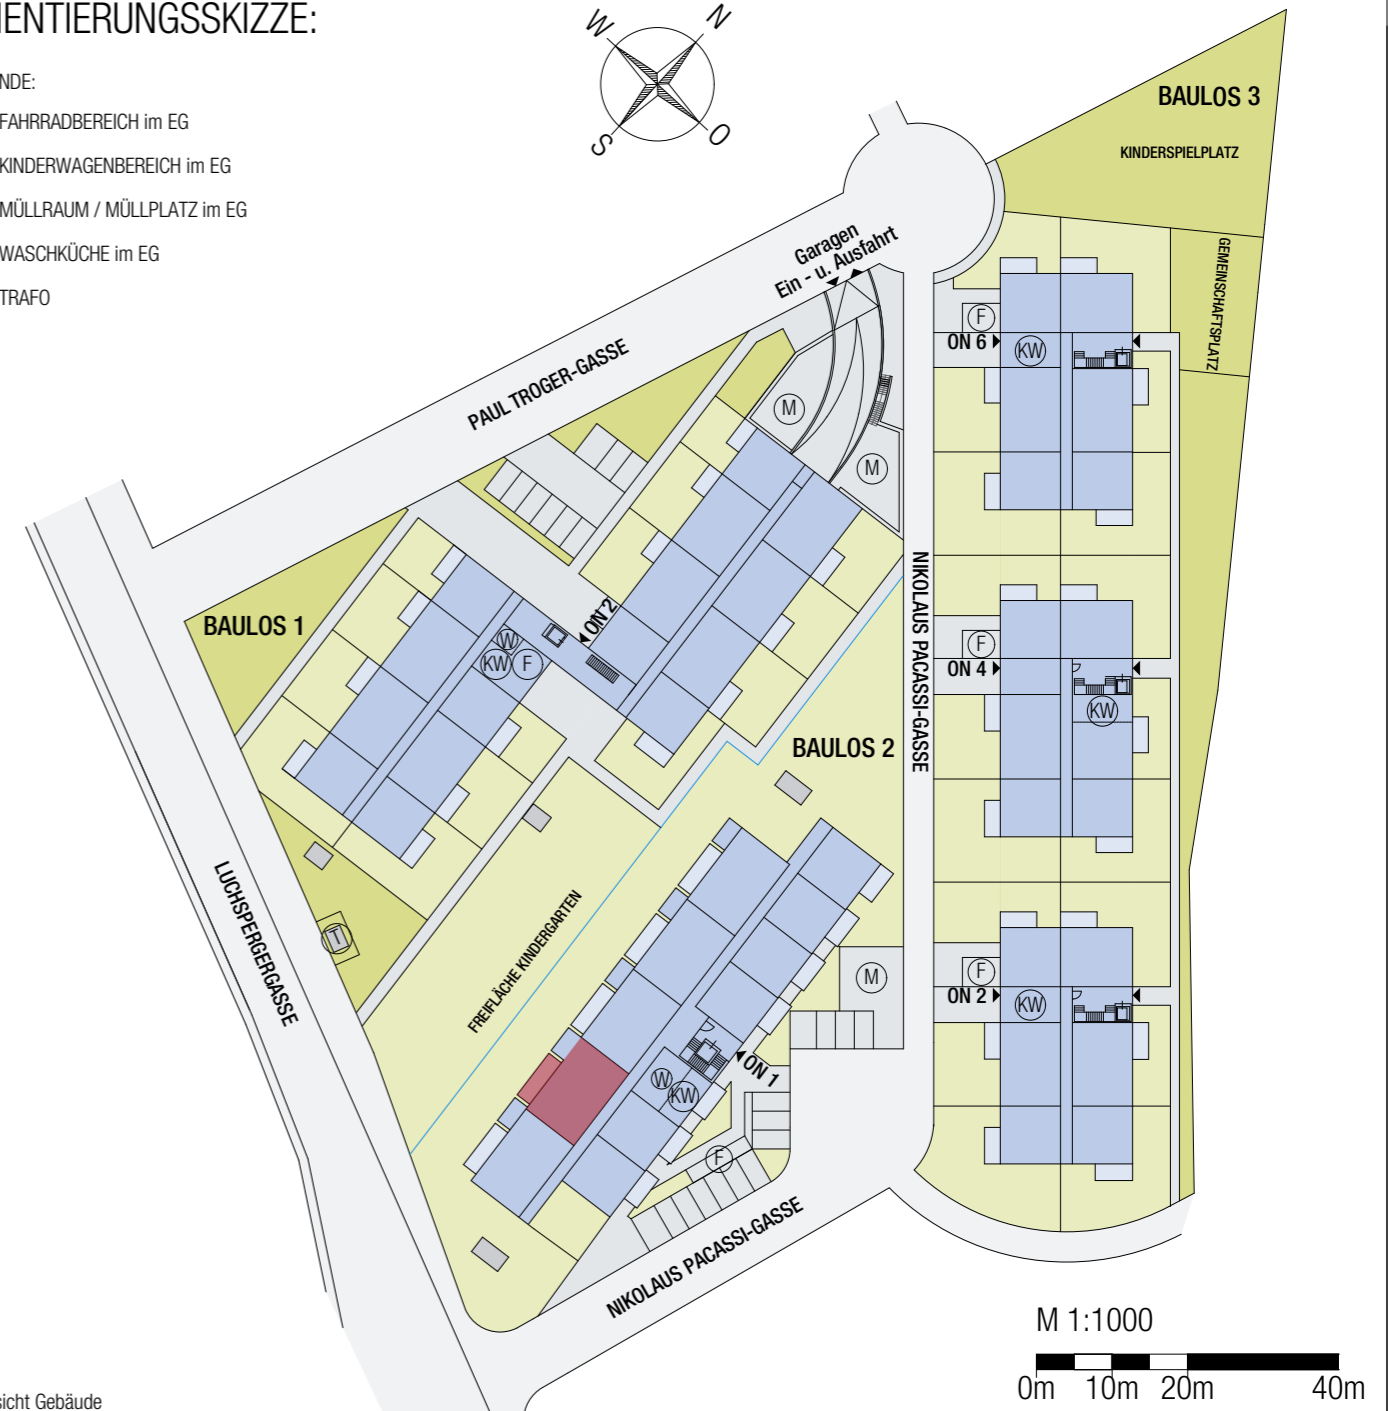 IENTIERUNGSSKIZZE:
NDE:
FAHRRADBEREICH im EG
KINDERWAGENBEREICH im EG
MÜLLRAUM / MÜLLPLATZ im EG
WASCHKÜCHE im EG
TRAFO
W
N
S
O
BAULOS 3
KINDERSPIELPLATZ
GEMEINSCHAFTSPLATZ
Garagen
Ein - u. Ausfahrt
PAUL TROGER-GASSE
F
ON 6
KW
M
M
NIKOLAUS PACASSI-GASSE
BAULOS 1
ON 2
W
KW
F
F
ON 4
KW
BAULOS 2
LUCHSPERGERGASSE
T
FREIFLÄCHE KINDERGARTEN
M
F
ON 2
KW
ON 1
W
KW
F
NIKOLAUS PACASSI-GASSE
M 1:1000
0m
10m
20m
40m
sicht Gebäude